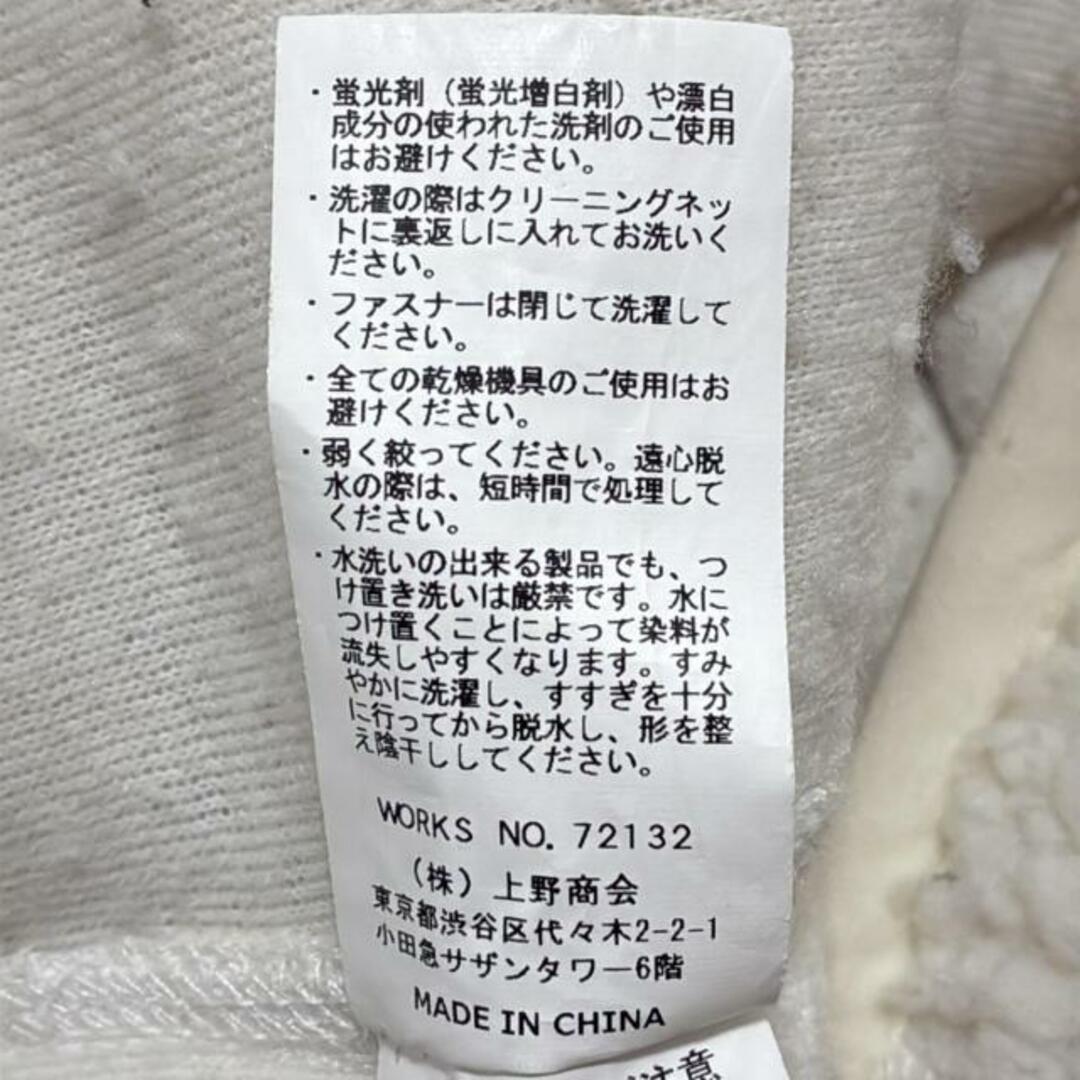 ・蛍光剤（蛍光増白剤）や漂白
成分の使われた洗剤のご使用
はお避けください。
・洗濯の際はクリーニングネッ
トに裏返しに入れてお洗いく
ださい。
・ファスナーは閉じて洗濯して
ください。
・全ての乾燥機具のご使用はお
避けください。
・弱く絞ってください。遠心脱
水の際は、短時間で処理して
ください。
・水洗いの出来る製品でも、つ
け置き洗いは厳禁です。水に
つけ置くことによって染料が
流失しやすくなります。すみ
やかに洗濯し、すすぎを十分
に行ってから脱水し、形を整
え陰干ししてください。
WORKS NO. 72132
（株）上野商会
東京都渋谷区代々木2-2-1
小田急サザンタワー6階
MADE IN CHINA
注意